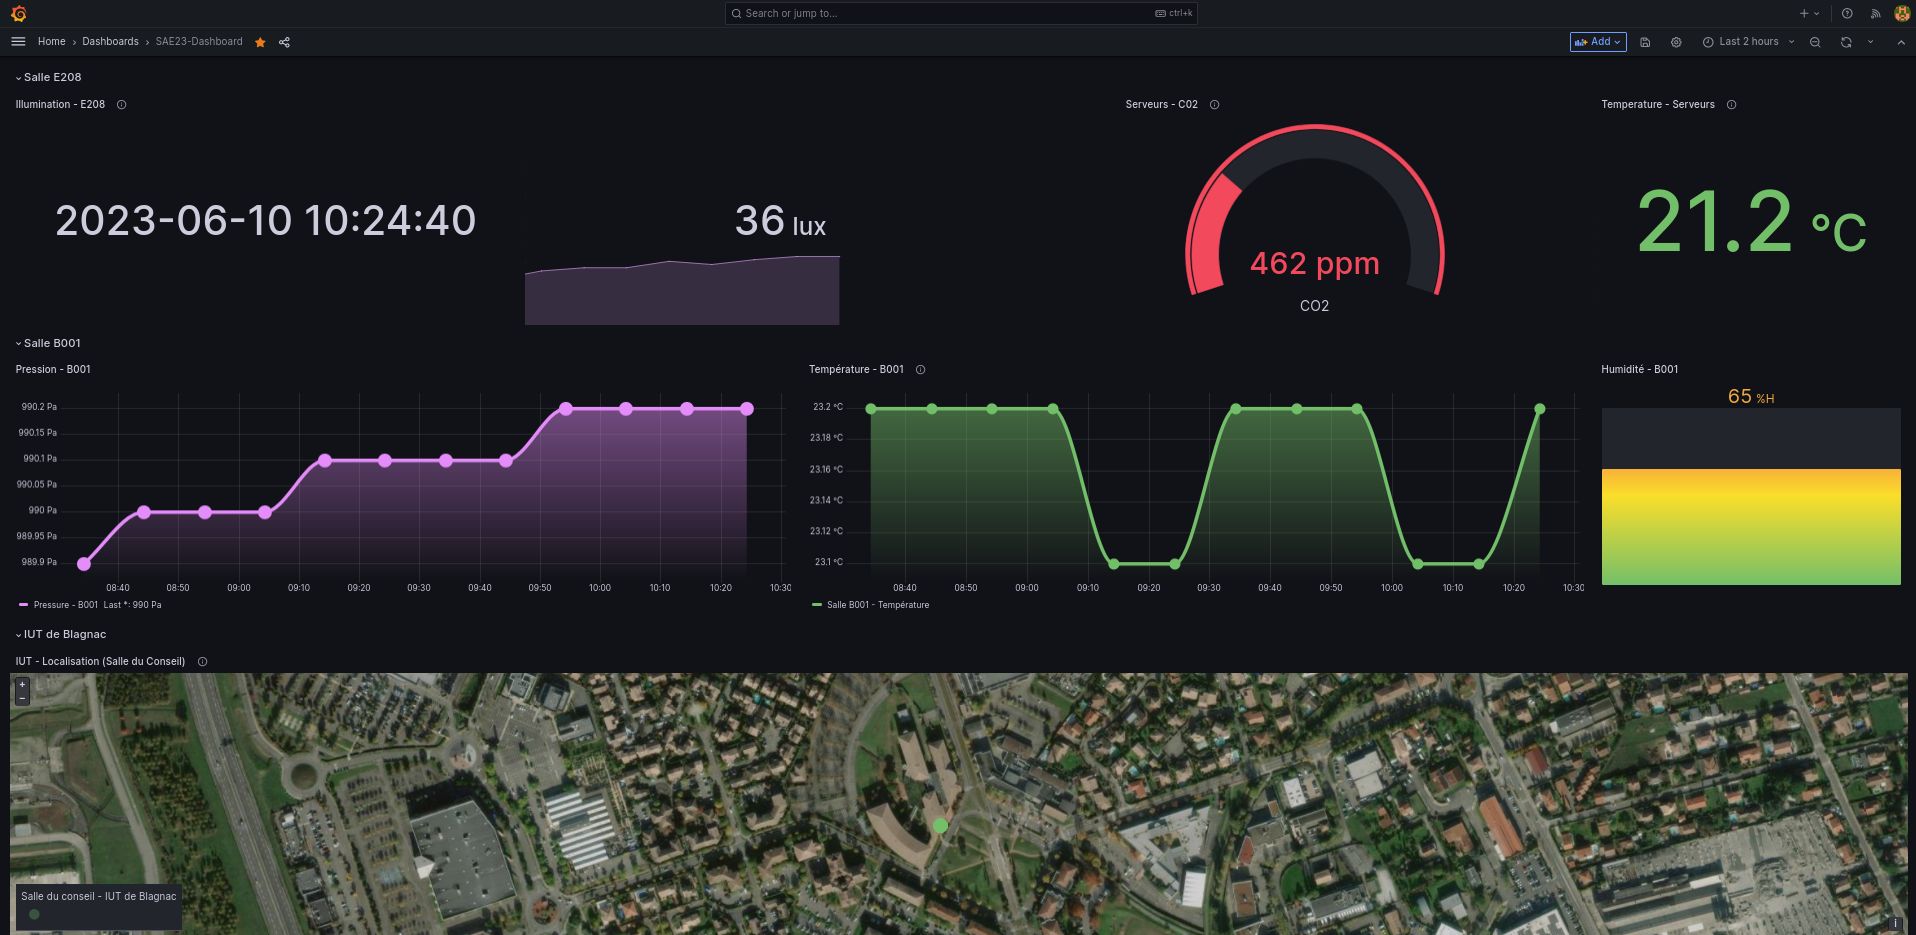 Search or jump to...
ctrl+k
Home › Dashboards › SAE23-Dashboard
Add
Last 2 hours
Salle E208
Illumination - E208
Serveurs - C02
Temperature - Serveurs
2023-06-10 10:24:40
36 lux
462 ppm
CO2
21.2 °C
Salle B001
Pression - B001
Température - B001
Humidité - B001
990.2 Pa
990.15 Pa
990.1 Pa
990.05 Pa
990 Pa
989.95 Pa
989.9 Pa
08:40 08:50 09:00 09:10 09:20 09:30 09:40 09:50 10:00 10:10 10:20 10:30
Pressure - B001 Last *: 990 Pa
23.2 °C
23.18 °C
23.16 °C
23.14 °C
23.12 °C
23.1 °C
08:40 08:50 09:00 09:10 09:20 09:30 09:40 09:50 10:00 10:10 10:20 10:30
Salle B001 - Température
65 %H
IUT de Blagnac
IUT - Localisation (Salle du Conseil)
+
−
Salle du conseil - IUT de Blagnac
i